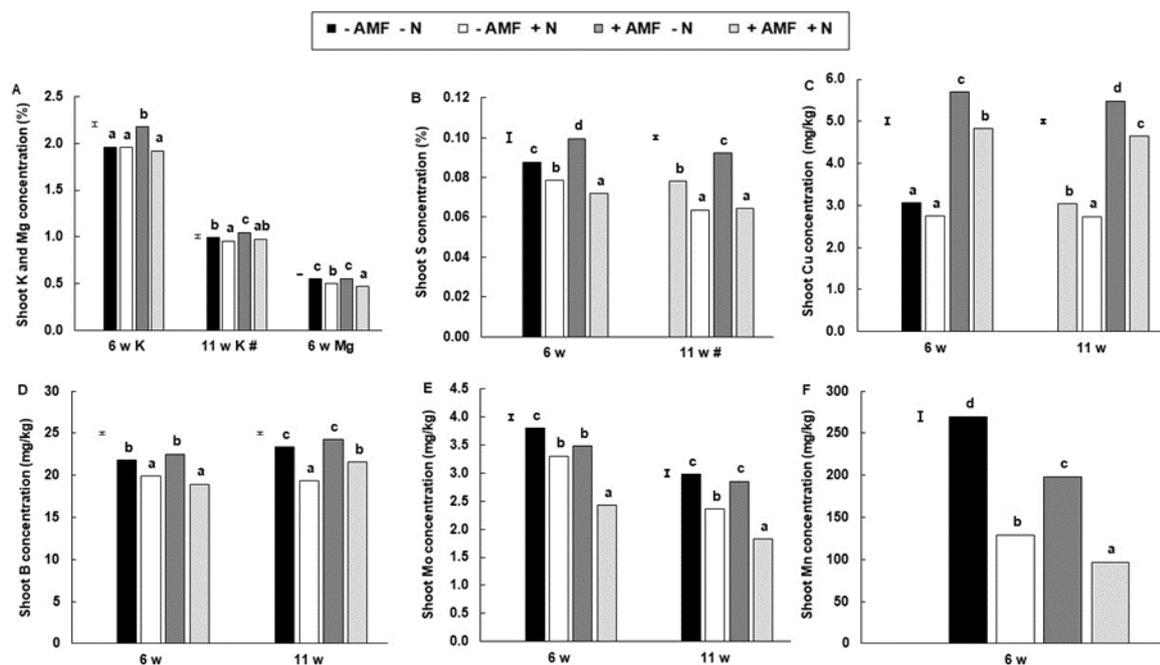 - AMF - N - AMF + N + AMF - N + AMF + N
A
Shoot K and Mg concentration (%)
2.5
2.0
1.5
1.0
0.5
0.0
a a b a
b a c ab
c b c a
6 w K 11 w K # 6 w Mg
B
Shoot S concentration (%)
0.12
0.10
0.08
0.06
0.04
0.02
0.00
c b d a
b a c a
6 w 11 w #
C
Shoot Cu concentration (mg/kg)
6.0
5.0
4.0
3.0
2.0
1.0
0.0
a a c b
b a d c
6 w 11 w
D
Shoot B concentration (mg/kg)
30
25
20
15
10
5
0
b a b a
c a c b
6 w 11 w
E
Shoot Mo concentration (mg/kg)
4.5
4.0
3.5
3.0
2.5
2.0
1.5
1.0
0.5
0.0
c b b a
c b c a
6 w 11 w
F
Shoot Mn concentration (mg/kg)
300
250
200
150
100
50
0
d b c a
6 w